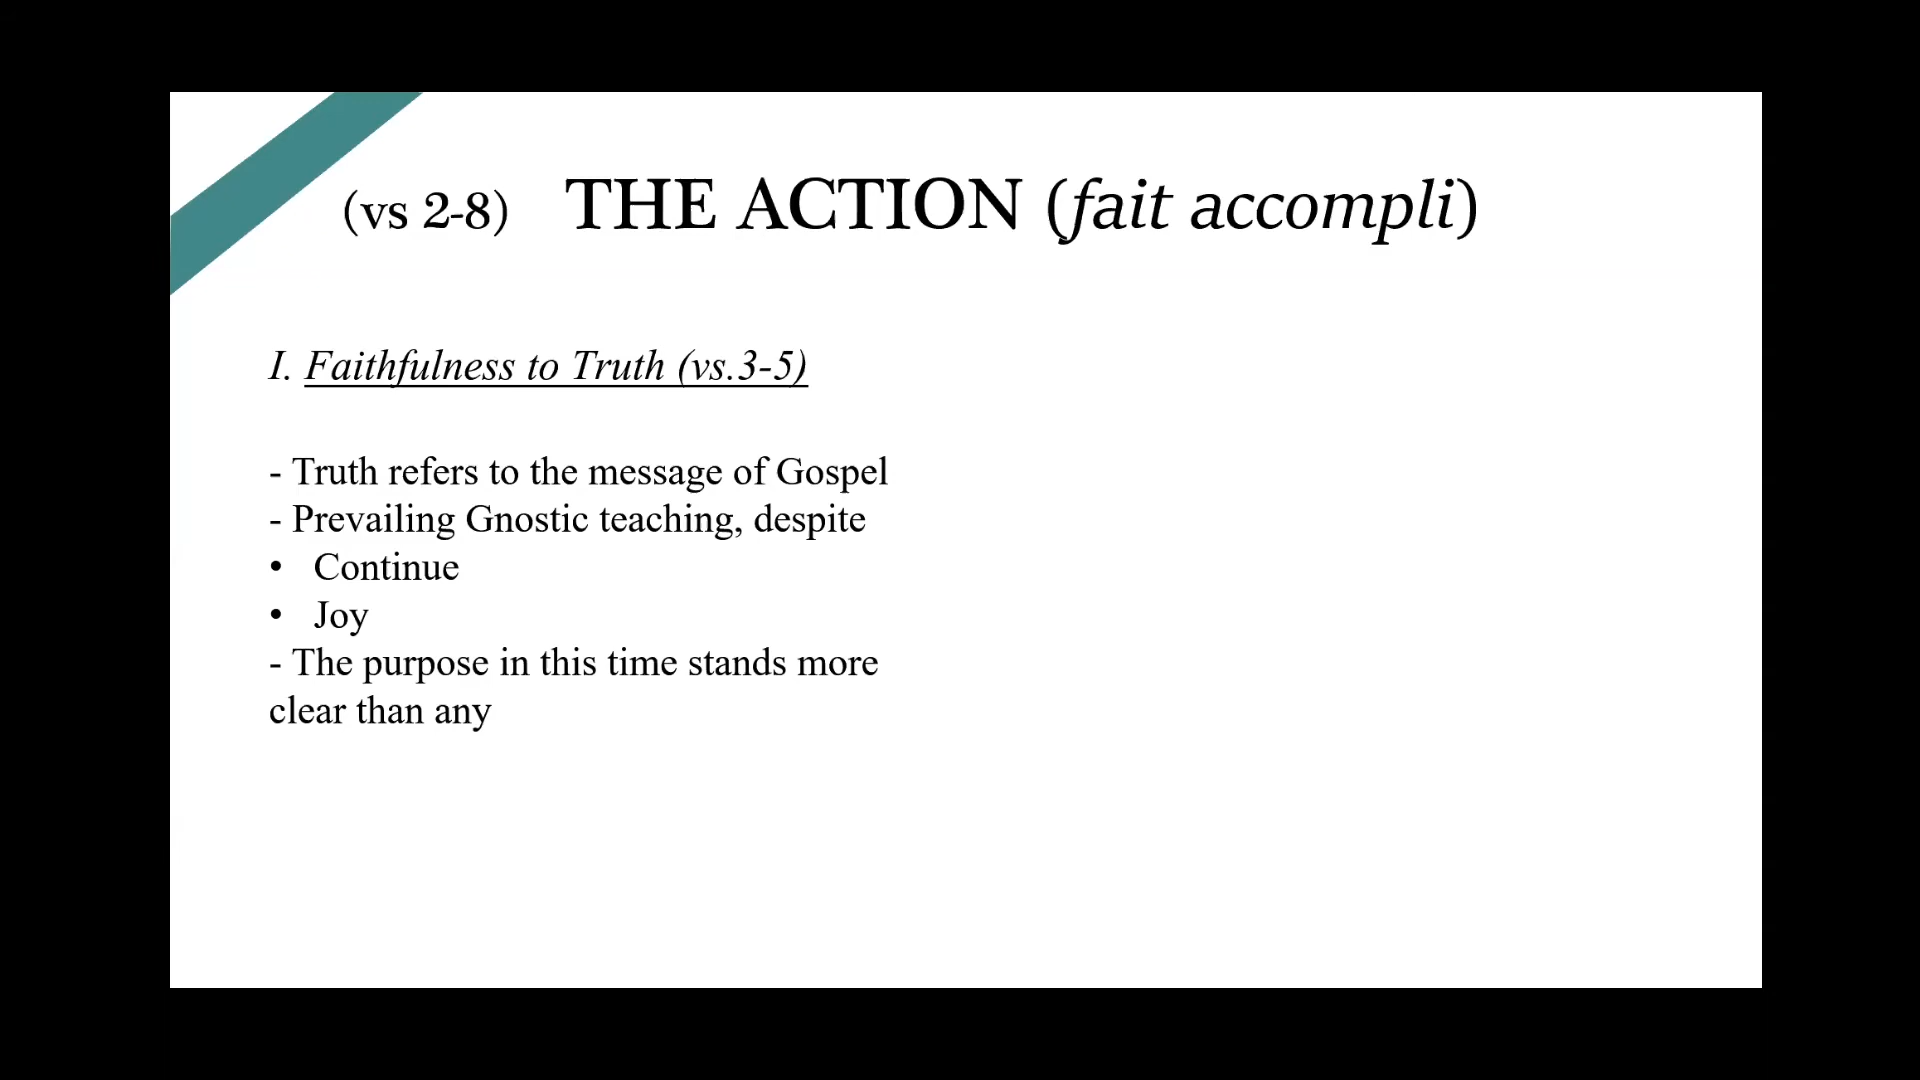 (vs 2-8) THE ACTION (fait accompli)
I. Faithfulness to Truth (vs.3-5)
- Truth refers to the message of Gospel
- Prevailing Gnostic teaching, despite
• Continue
• Joy
- The purpose in this time stands more
clear than any